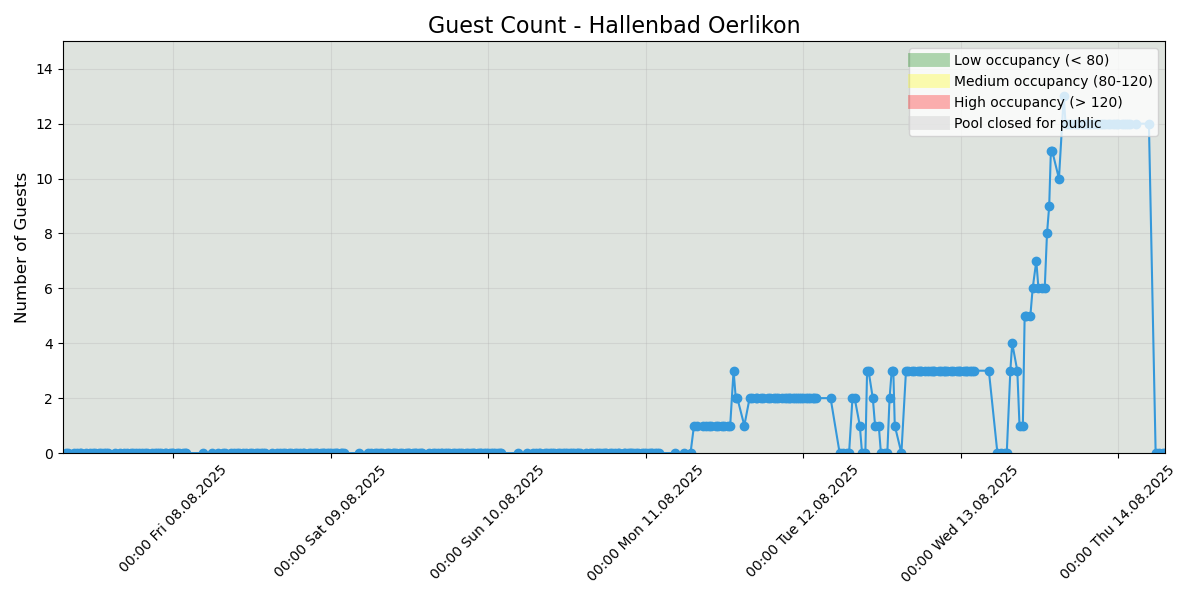 Guest Count - Hallenbad Oerlikon
Low occupancy (< 80)
Medium occupancy (80-120)
High occupancy (> 120)
Pool closed for public
Number of Guests
14
12
10
8
6
4
2
0
00:00 Fri 08.08.2025
00:00 Sat 09.08.2025
00:00 Sun 10.08.2025
00:00 Mon 11.08.2025
00:00 Tue 12.08.2025
00:00 Wed 13.08.2025
00:00 Thu 14.08.2025